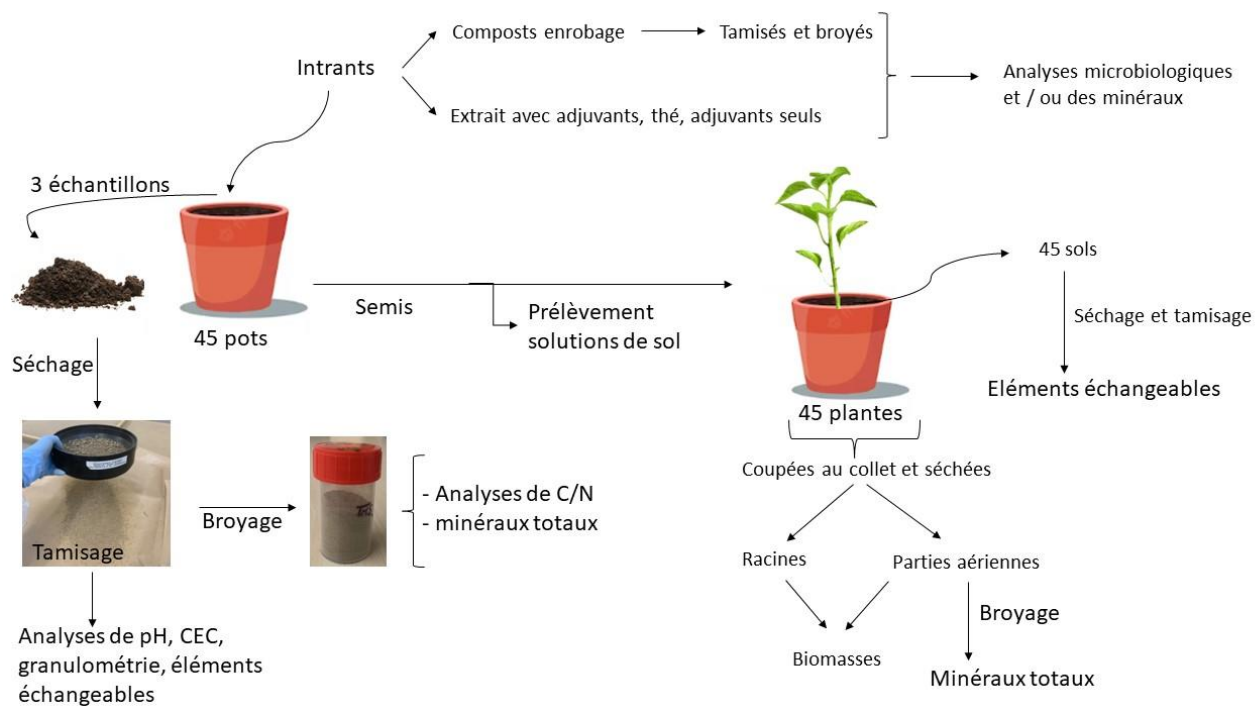 Intrants
Composts enrobage
Tamisés et broyés
Extrait avec adjuvants, thé, adjuvants seuls
Analyses microbiologiques
et / ou des minéraux
3 échantillons
45 pots
Semis
Prélèvement
solutions de sol
45 plantes
45 sols
Séchage et tamisage
Eléments échangeables
Séchage
Tamisage
Broyage
- Analyses de C/N
- minéraux totaux
Analyses de pH, CEC,
granulométrie, éléments
échangeables
Coupées au collet et séchées
Racines
Parties aériennes
Biomasses
Broyage
Minéraux totaux